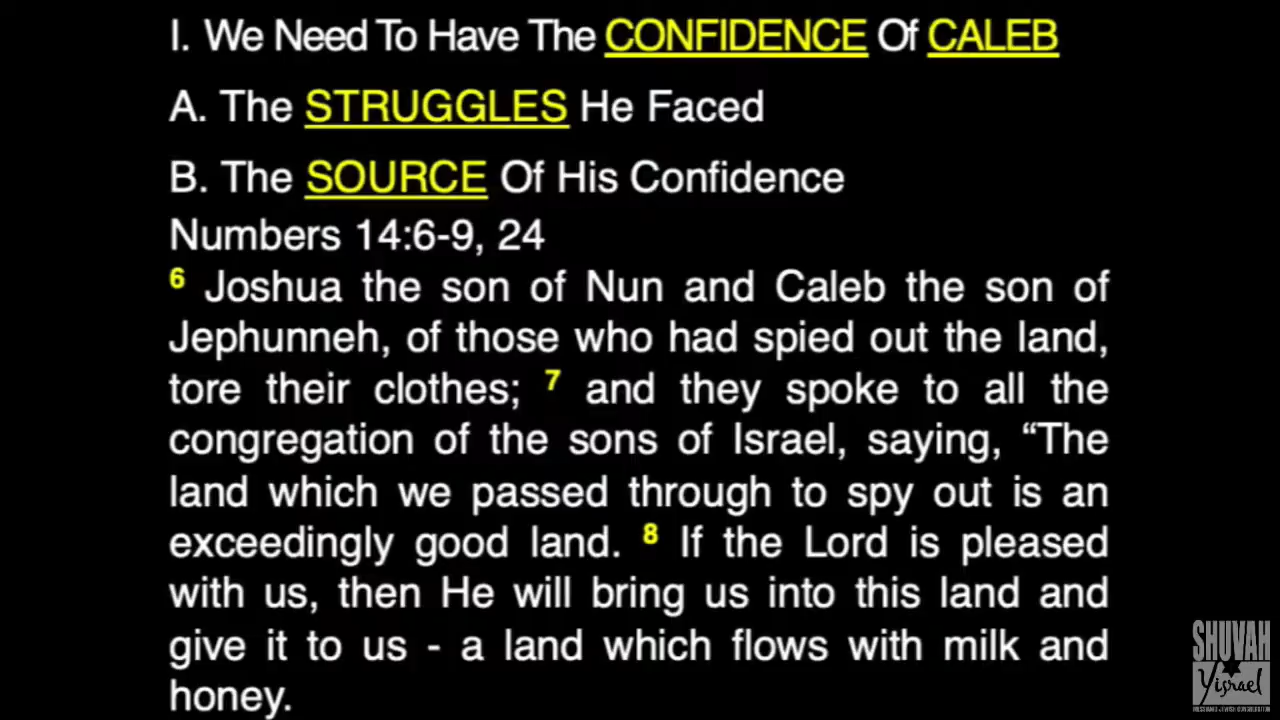 I. We Need To Have The CONFIDENCE Of CALEB
A. The STRUGGLES He Faced
B. The SOURCE Of His Confidence
Numbers 14:6-9, 24
6 Joshua the son of Nun and Caleb the son of
Jephunneh, of those who had spied out the land,
tore their clothes; 7 and they spoke to all the
congregation of the sons of Israel, saying, “The
land which we passed through to spy out is an
exceedingly good land. 8 If the Lord is pleased
with us, then He will bring us into this land and
give it to us - a land which flows with milk and
honey.
SHUVAH
Yisrael